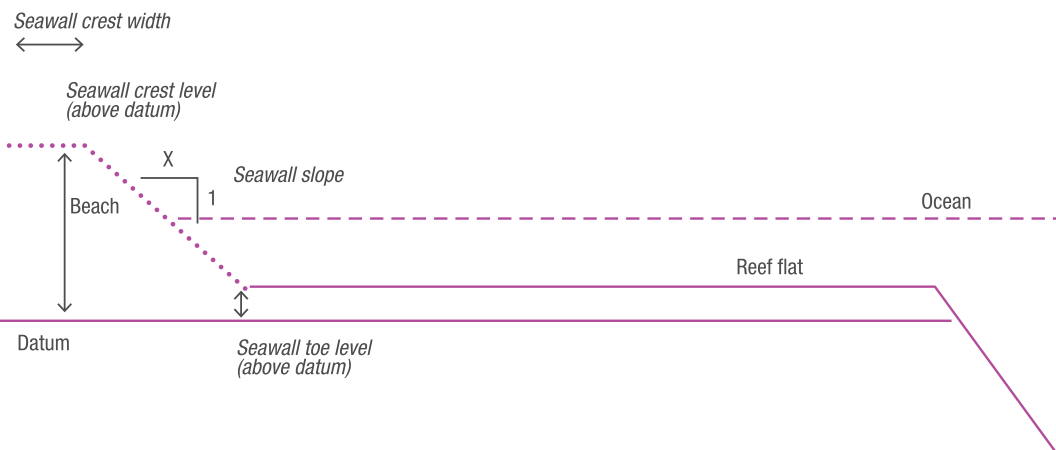 Seawall crest width
Seawall crest level
(above datum)
X
Seawall slope
1
Beach
Ocean
Reef flat
Datum
Seawall toe level
(above datum)